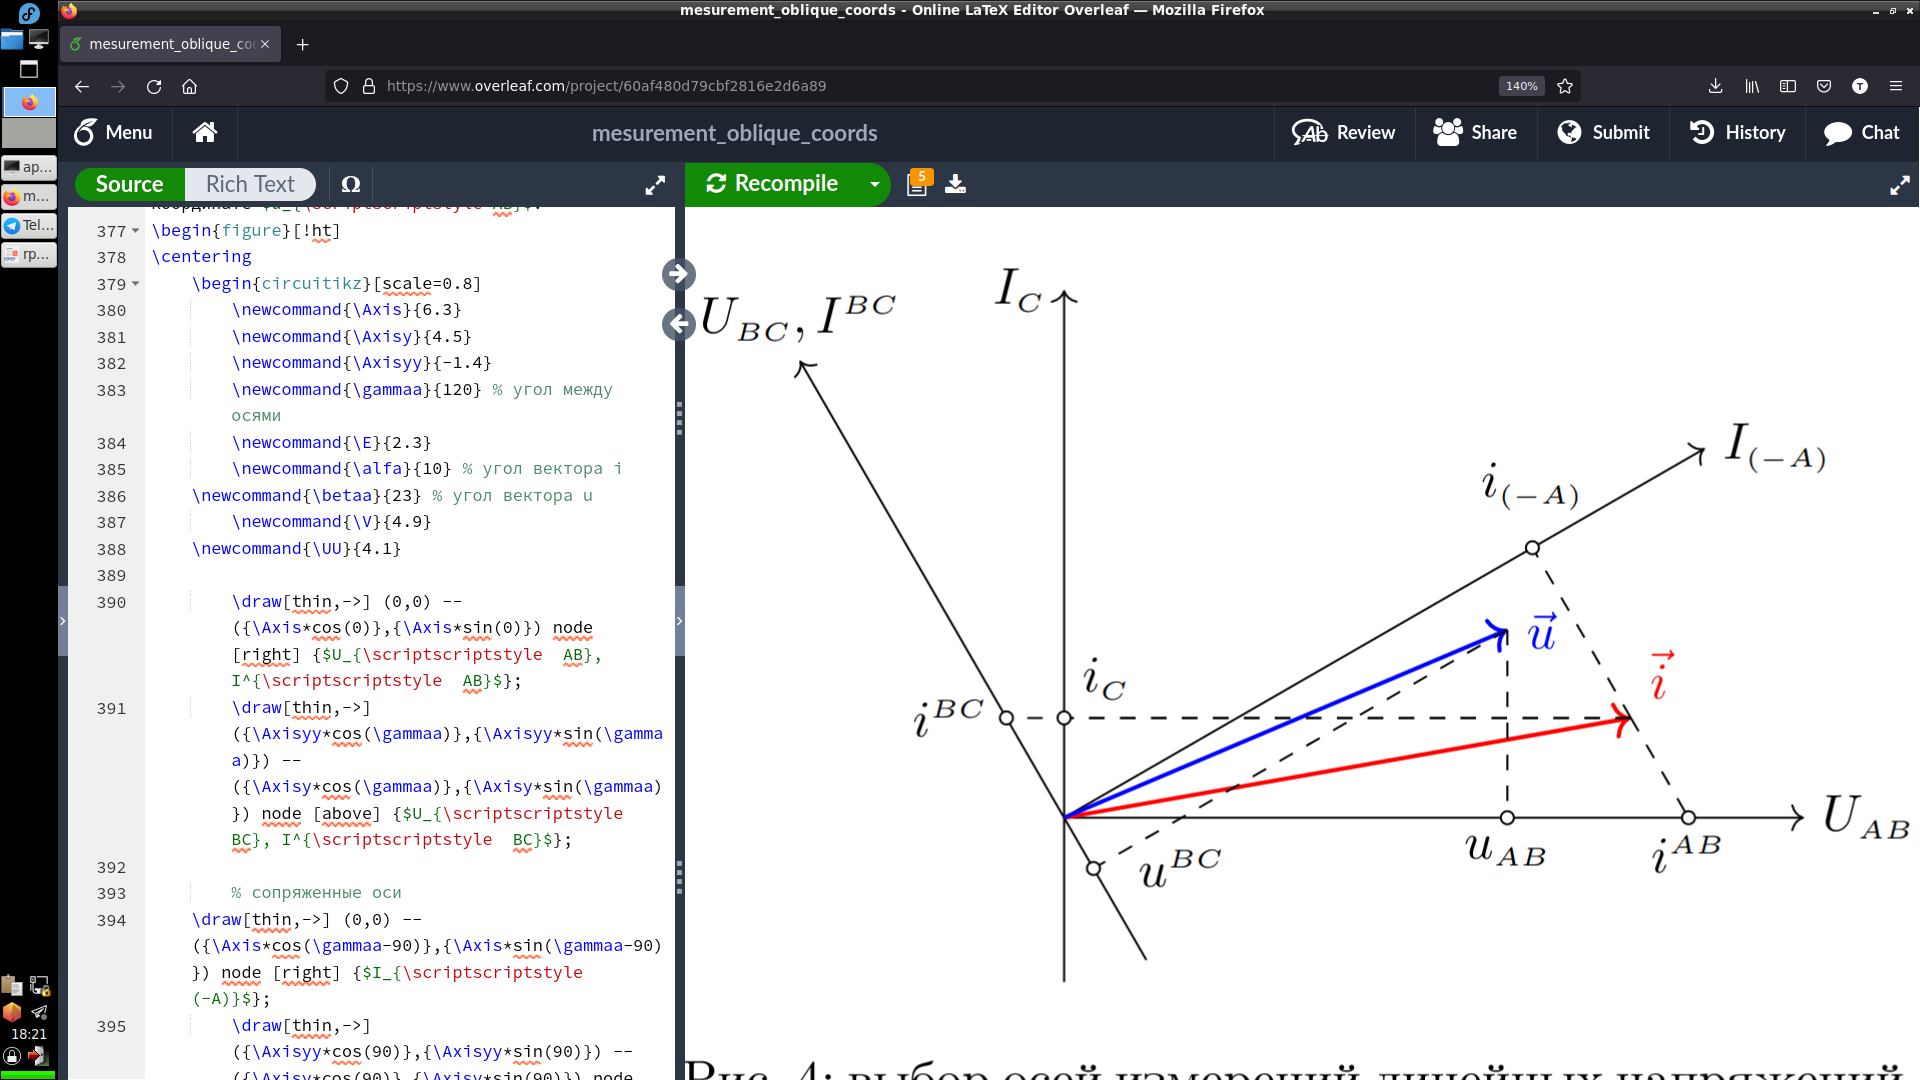 mesurement_oblique_coords - Online LaTeX Editor Overleaf — Mozilla Firefox
mesurement_oblique_co
https://www.overleaf.com/project/60af480d79cbf2816e2d6a89
140%
T
Menu
mesurement_oblique_coords
Review
Share
Submit
History
Chat
Source
Rich Text
Ω
Recompile
5
ap...
m...
Tel...
rp...
18:21
377 \begin{figure}[!ht]
378 \centering
379 \begin{circuitikz}[scale=0.8]
380 \newcommand{\Axis}{6.3}
381 \newcommand{\Axisy}{4.5}
382 \newcommand{\Axisyy}{-1.4}
383 \newcommand{\gammaa}{120} % угол между
осями
384 \newcommand{\E}{2.3}
385 \newcommand{\alfa}{10} % угол вектора i
386 \newcommand{\betaa}{23} % угол вектора u
387 \newcommand{\V}{4.9}
388 \newcommand{\UU}{4.1}
389
390 \draw[thin,->] (0,0) --
({\Axis*cos(0)},{\Axis*sin(0)}) node
[right] {$U_{\scriptscriptstyle AB},
I^{\scriptscriptstyle AB}$};
391 \draw[thin,->]
({\Axisyy*cos(\gammaa)},{\Axisyy*sin(\gamma
a)}) --
({\Axisy*cos(\gammaa)},{\Axisy*sin(\gammaa)
}) node [above] {$U_{\scriptscriptstyle
BC}, I^{\scriptscriptstyle BC}$};
392
393 % сопряженные оси
394 \draw[thin,->] (0,0) --
({\Axis*cos(\gammaa-90)},{\Axis*sin(\gammaa-90)
}) node [right] {$I_{\scriptscriptstyle
(-A)}$};
395 \draw[thin,->]
({\Axisyy*cos(90)},{\Axisyy*sin(90)}) --
({\Axisy*cos(90)},{\Axisy*sin(90)}) node
I_C
U_BC, I^BC
I_(-A)
i_(-A)
u⃗
i⃗
i_C
i^BC
U_AB
u_AB
i^AB
u^BC
Рис. 4: выбор осей измерений линейных напряжений